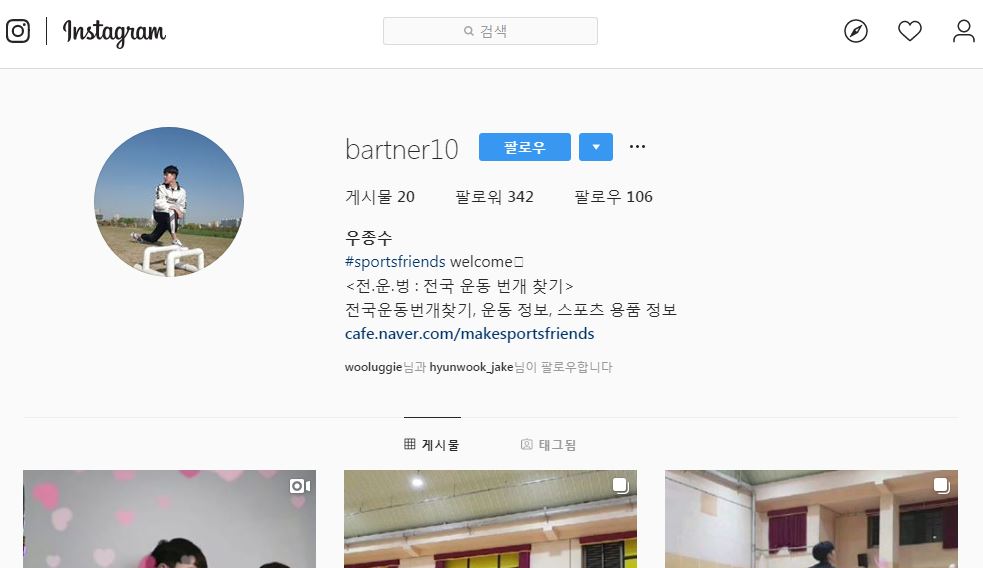 Instagram
검색
bartner10 팔로우
게시물 20 팔로워 342 팔로우 106
우종수
#sportsfriends welcome
<전.운.벙 : 전국 운동 번개 찾기>
전국운동번개찾기, 운동 정보, 스포츠 용품 정보
cafe.naver.com/makesportsfriends
wooluggie님과 hyunwook_jake님이 팔로우합니다
게시물 태그됨